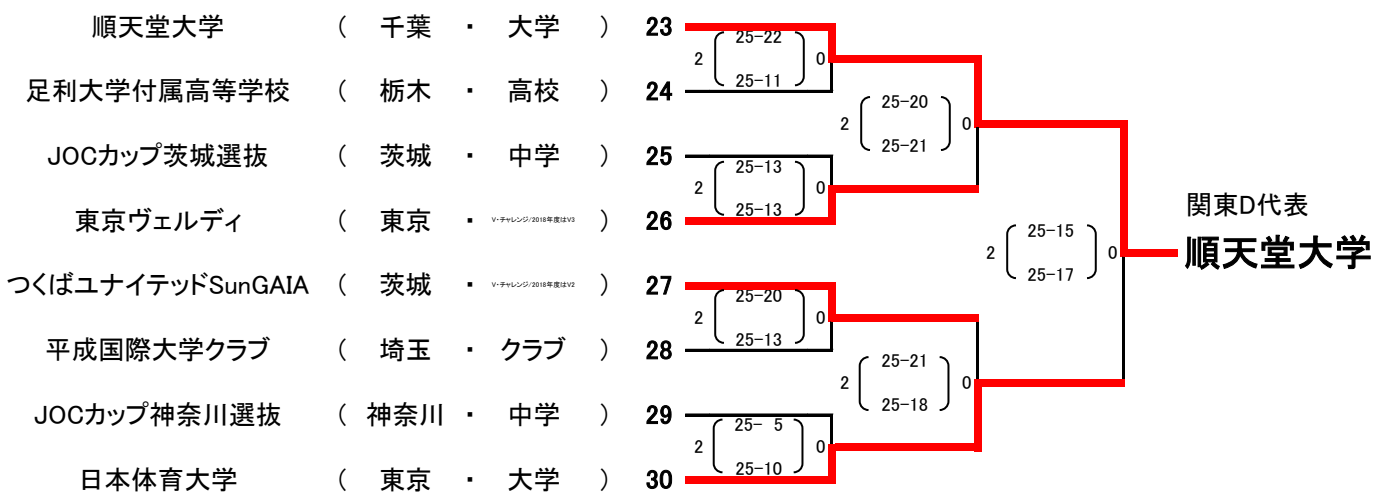 順天堂大学 ( 千葉 ・ 大学 ) 23
25-22
2 0
25-11
足利大学付属高等学校 ( 栃木 ・ 高校 ) 24
25-20
2 0
25-21
JOCカップ茨城選抜 ( 茨城 ・ 中学 ) 25
25-13
2 0
25-13
東京ヴェルディ ( 東京 ・ V・チャレンジ/2018年度はV3 ) 26
関東D代表
25-15
2 0
25-17
順天堂大学
つくばユナイテッドSunGAIA ( 茨城 ・ V・チャレンジ/2018年度はV2 ) 27
25-20
2 0
25-13
平成国際大学クラブ ( 埼玉 ・ クラブ ) 28
25-21
2 0
25-18
JOCカップ神奈川選抜 ( 神奈川 ・ 中学 ) 29
25- 5
2 0
25-10
日本体育大学 ( 東京 ・ 大学 ) 30